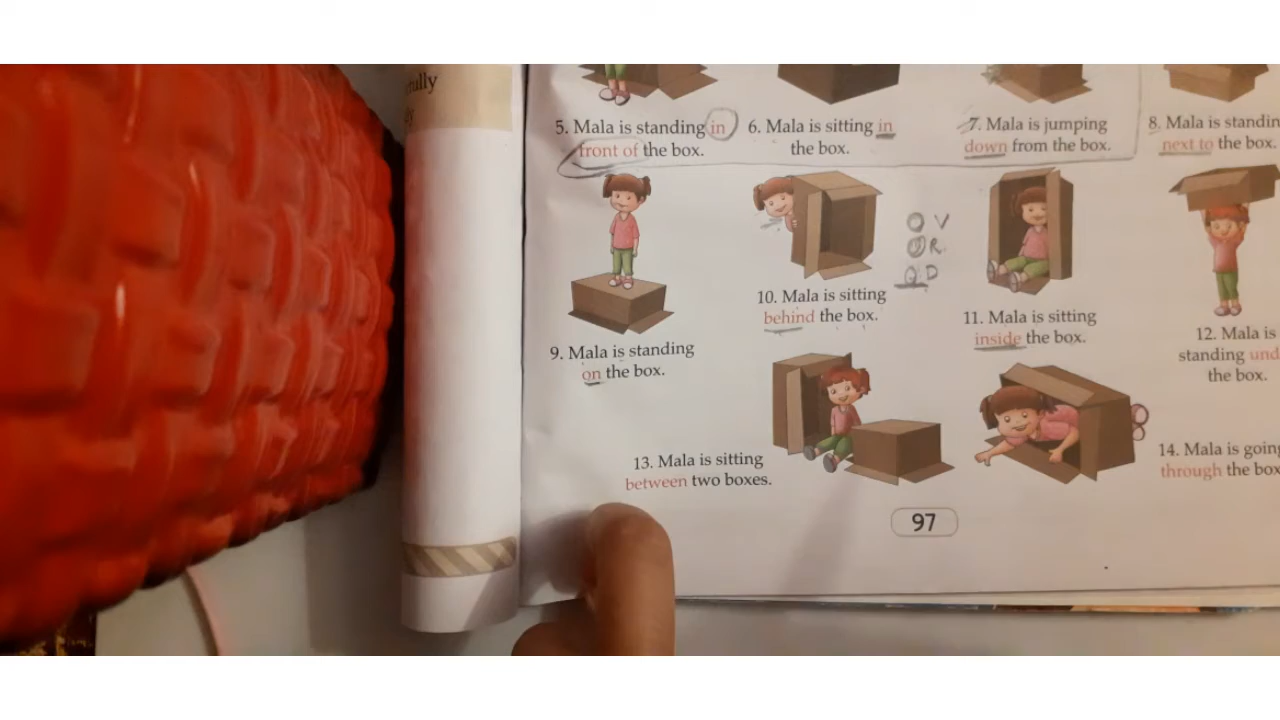 5. Mala is standing in
front of the box.
6. Mala is sitting in
the box.
7. Mala is jumping
down from the box.
8. Mala is standin
next to the box.
9. Mala is standing
on the box.
10. Mala is sitting
behind the box.
V
R
D
11. Mala is sitting
inside the box.
12. Mala is
standing und
the box.
13. Mala is sitting
between two boxes.
14. Mala is going
through the box
97